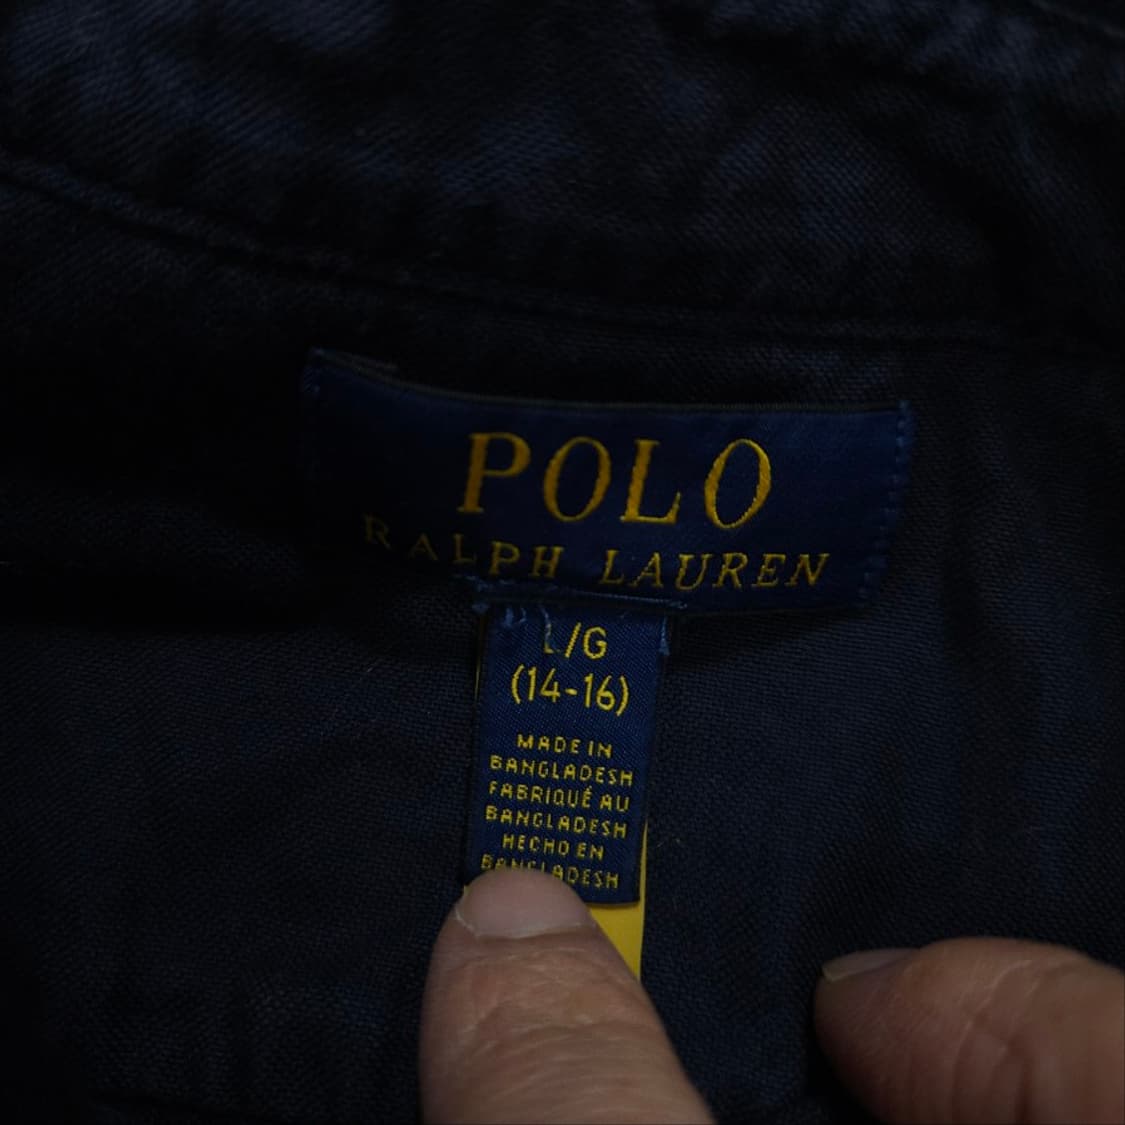 POLO
RALPH LAUREN
L/G
(14-16)
MADE IN
BANGLADESH
FABRIQUÉ AU
BANGLADESH
HECHO EN
BANGLADESH